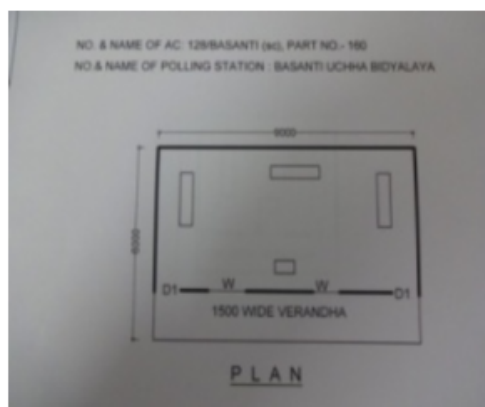 NO. & NAME OF AC: 128/BASANTI (sc), PART NO.- 160
NO.& NAME OF POLLING STATION : BASANTI UCHHA BIDYALAYA
8000
6000
D1 W W D1
1500 WIDE VERANDHA
PLAN